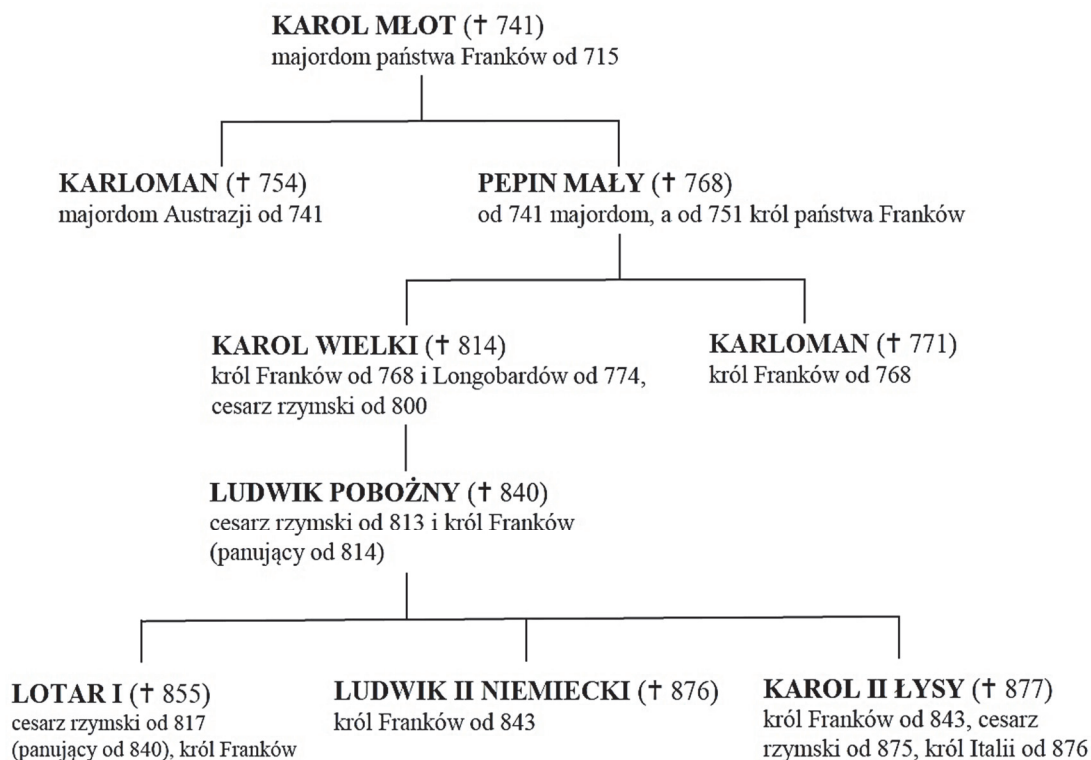 KAROL MŁOT († 741)
majordom państwa Franków od 715
KARLOMAN († 754)
majordom Austrazji od 741
PEPIN MAŁY († 768)
od 741 majordom, a od 751 król państwa Franków
KAROL WIELKI († 814)
król Franków od 768 i Longobardów od 774,
cesarz rzymski od 800
KARLOMAN († 771)
król Franków od 768
LUDWIK POBOŻNY († 840)
cesarz rzymski od 813 i król Franków
(panujący od 814)
LOTAR I († 855)
cesarz rzymski od 817
(panujący od 840), król Franków
LUDWIK II NIEMIECKI († 876)
król Franków od 843
KAROL II ŁYSY († 877)
król Franków od 843, cesarz
rzymski od 875, król Italii od 876